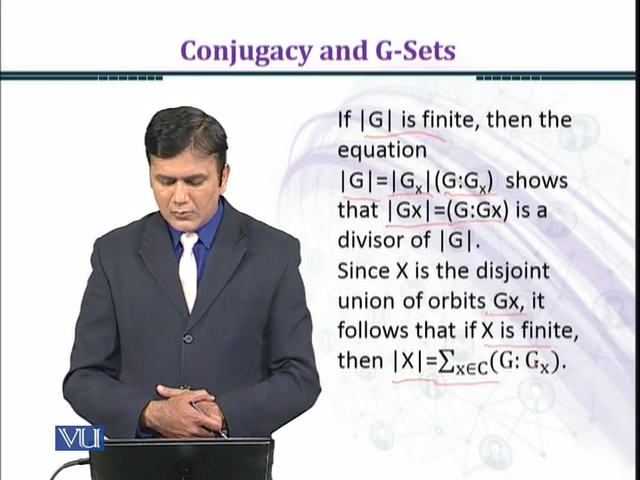 Conjugacy and G-Sets
If |G| is finite, then the
equation
|G|=|Gₓ|(G:Gₓ) shows
that |Gx|=(G:Gx) is a
divisor of |G|.
Since X is the disjoint
union of orbits Gx, it
follows that if X is finite,
then |X|=∑ₓ∈C(G: Gₓ).
VU